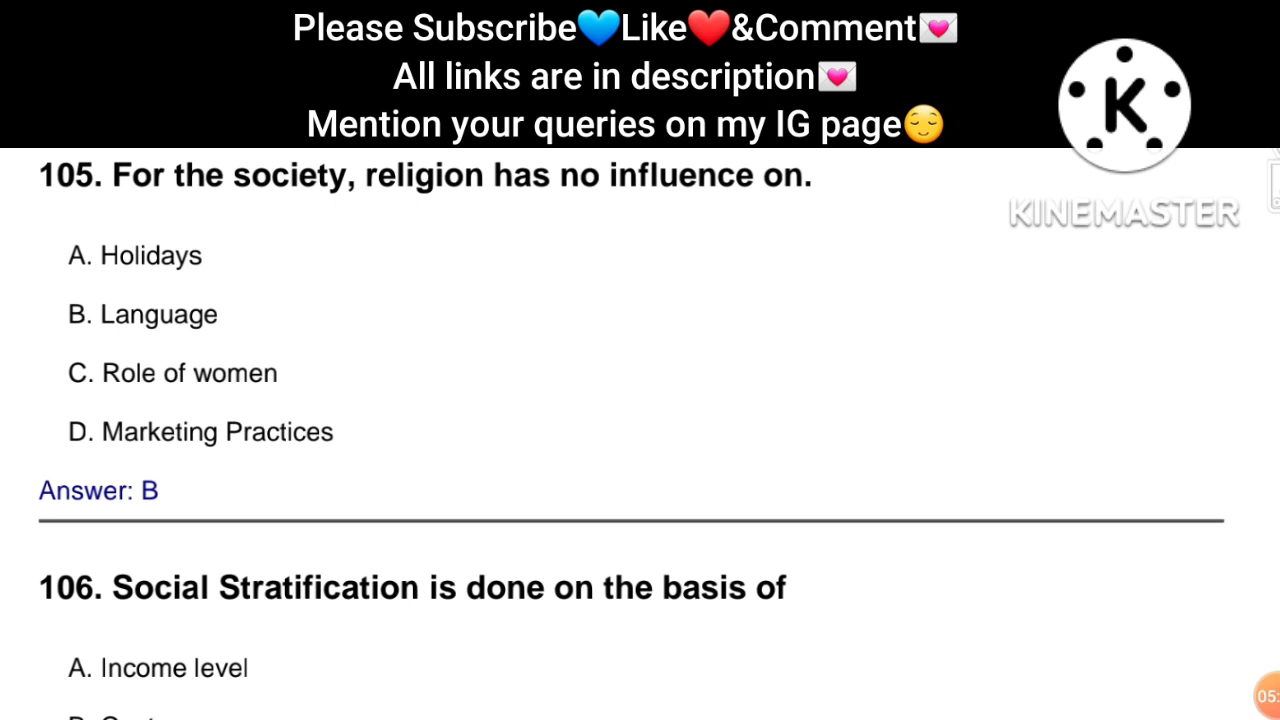 Please Subscribe💙Like❤️&Comment💌
All links are in description💌
Mention your queries on my IG page😌
K
KINEMASTER
105. For the society, religion has no influence on.
A. Holidays
B. Language
C. Role of women
D. Marketing Practices
Answer: B
106. Social Stratification is done on the basis of
A. Income level
05: